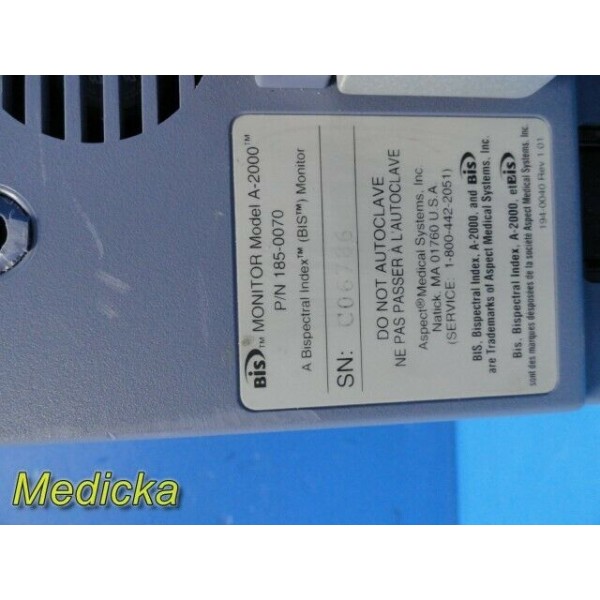 Bis™ MONITOR Model A-2000™
P/N 185-0070
A Bispectral Index™ (BIS™) Monitor
SN: C06786
DO NOT AUTOCLAVE
NE PAS PASSER À L'AUTOCLAVE
Aspect® Medical Systems, Inc.
Natick, MA 01760 U.S.A.
(SERVICE: 1-800-442-2051)
BIS, Bispectral Index, A-2000, and Bis
are Trademarks of Aspect Medical Systems, Inc.
Bis, Bispectral Index, A-2000, et Bis
sont des marques desposées de la societe Aspect Medical Systems, Inc.
194-0040 Rev 1.01
Medicka